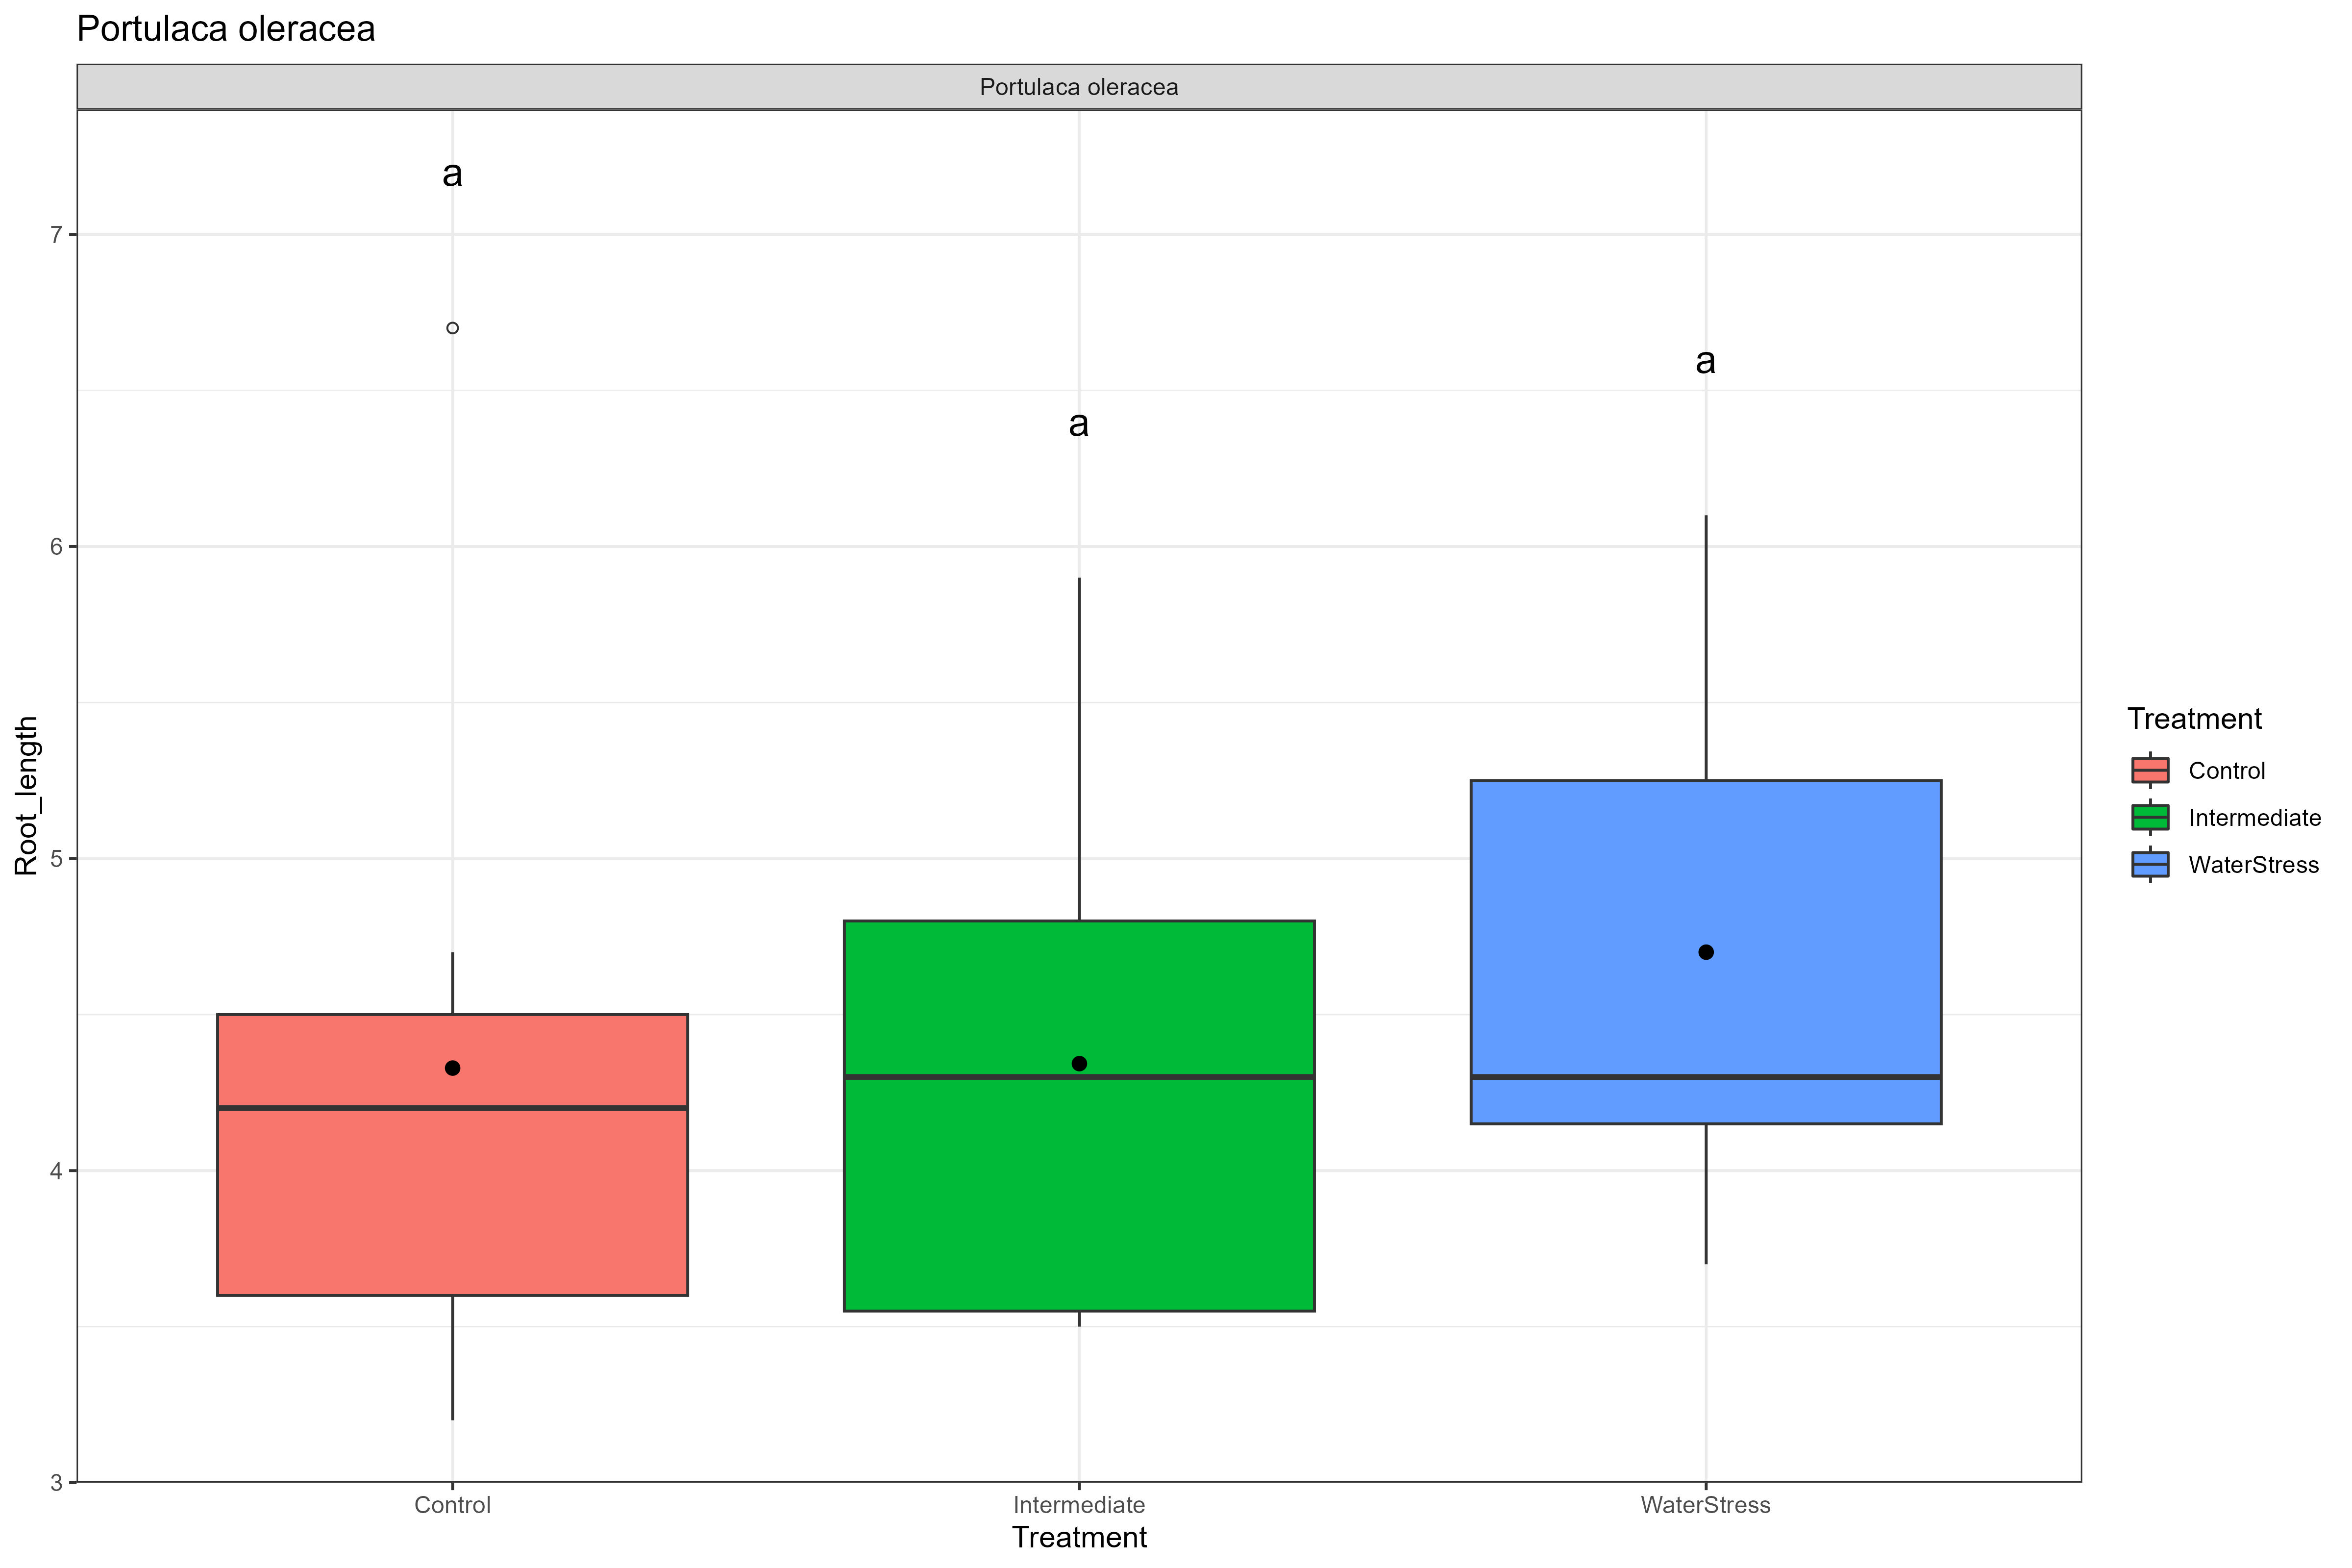 Portulaca oleracea
Portulaca oleracea
a
a
a
7
6
5
4
3
Root_length
Control
Intermediate
WaterStress
Treatment
Treatment
Control
Intermediate
WaterStress